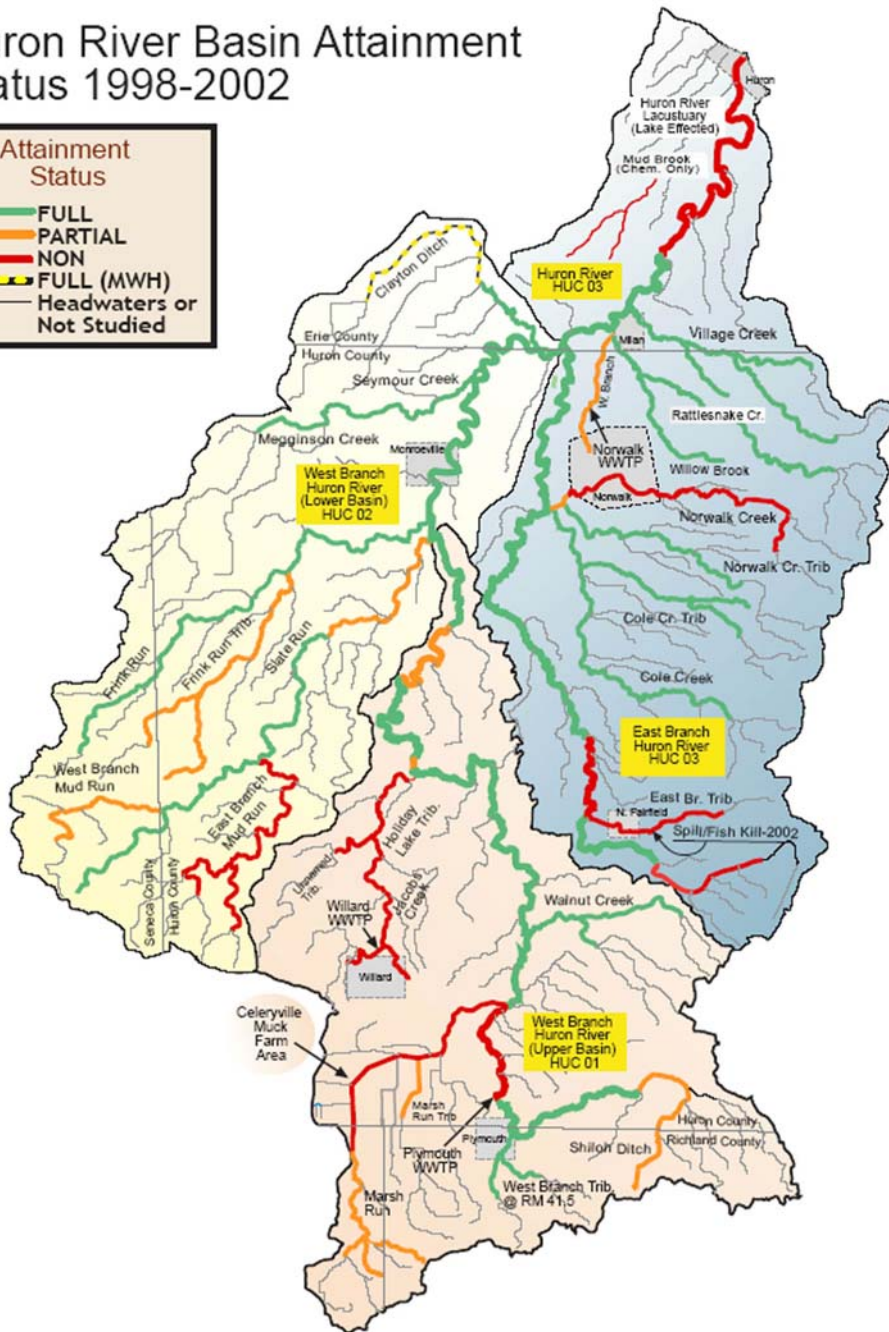 uron River Basin Attainment
atus 1998-2002
Attainment
Status
FULL
PARTIAL
NON
FULL (MWH)
Headwaters or
Not Studied
Huron
Huron River
Lacustuary
(Lake Effected)
Mud Brook
(Chem. Only)
Clayton Ditch
Huron River
HUC 03
Erie County
Huron County
Milan
Village Creek
Seymour Creek
W. Branch
Rattlesnake Cr.
Megginson Creek
Monroeville
Norwalk
WWTP
Willow Brook
West Branch
Huron River
(Lower Basin)
HUC 02
Norwalk
Norwalk Creek
Norwalk Cr. Trib
Cole Cr. Trib
Frink Run
Frink Run Trib.
Slate Run
Cole Creek
East Branch
Huron River
HUC 03
West Branch
Mud Run
East Branch
Mud Run
East Br. Trib
N. Fairfield
Spill/Fish Kill-2002
Holiday
Lake Trib.
Unnamed
Trib.
Jacobs
Creek
Seneca County
Huron County
Willard
WWTP
Walnut Creek
Willard
Celeryville
Muck
Farm
Area
West Branch
Huron River
(Upper Basin)
HUC 01
Marsh
Run Trib
Plymouth
Huron County
Richland County
Shiloh Ditch
Plymouth
WWTP
Marsh
Run
West Branch Trib.
@ RM 41.5